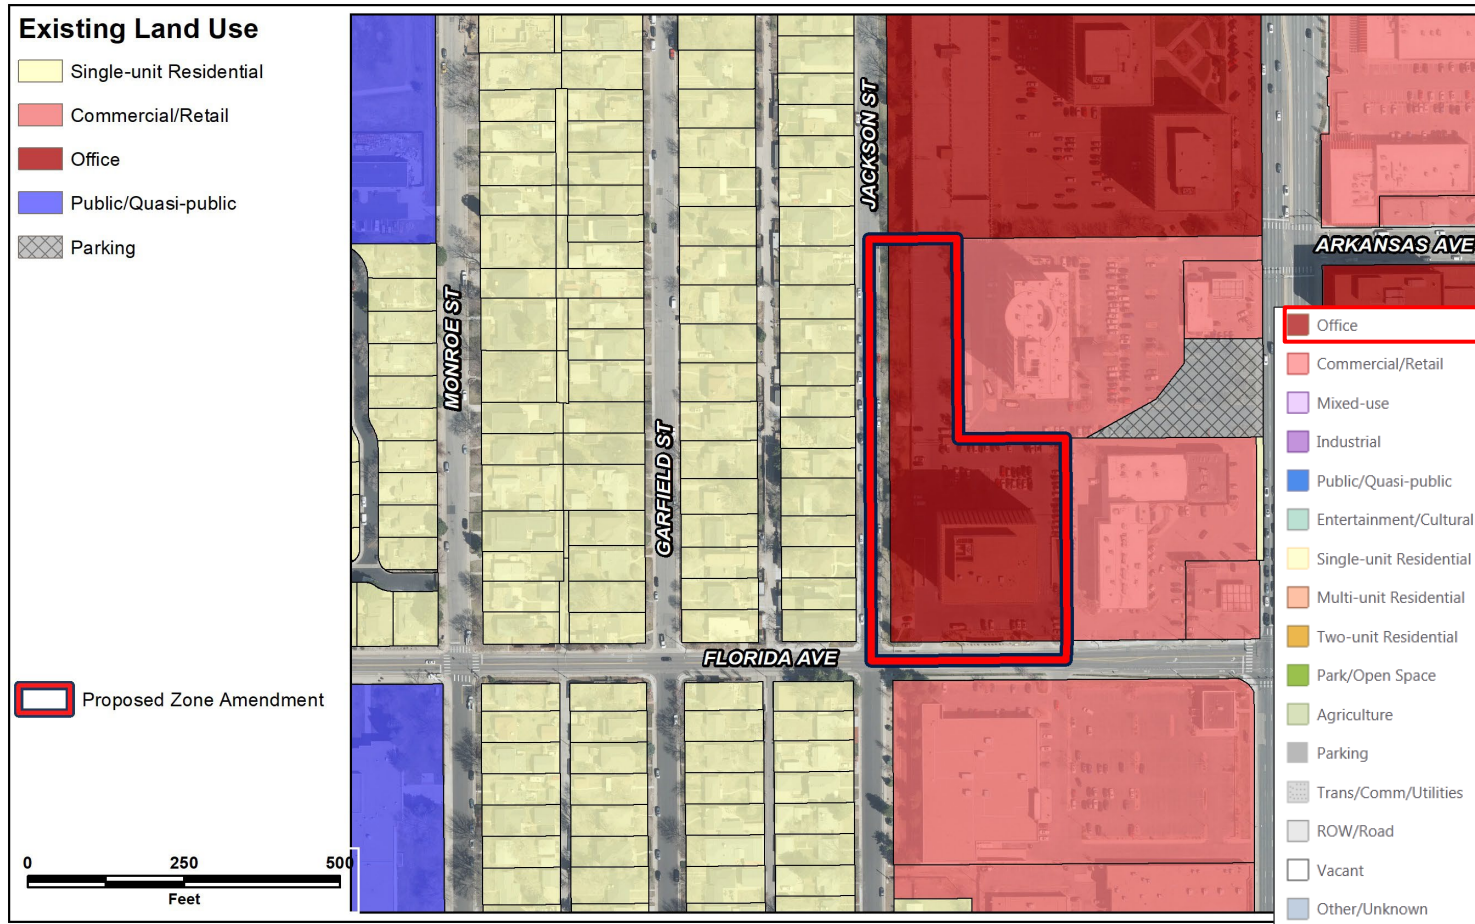 Existing Land Use
Single-unit Residential
Commercial/Retail
Office
Public/Quasi-public
Parking
Proposed Zone Amendment
0 250 500
Feet
MONROE ST
GARFIELD ST
JACKSON ST
FLORIDA AVE
ARKANSAS AVE
Office
Commercial/Retail
Mixed-use
Industrial
Public/Quasi-public
Entertainment/Cultural
Single-unit Residential
Multi-unit Residential
Two-unit Residential
Park/Open Space
Agriculture
Parking
Trans/Comm/Utilities
ROW/Road
Vacant
Other/Unknown